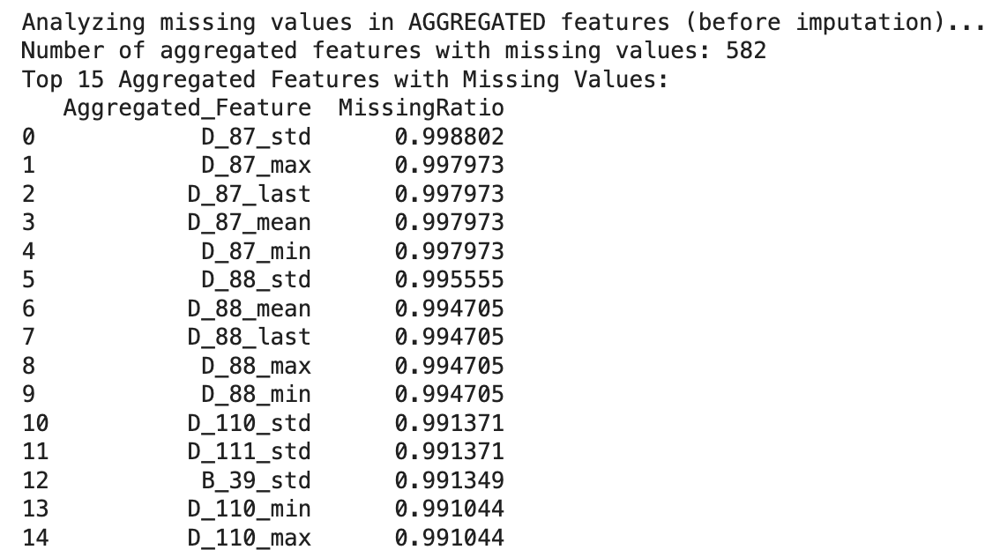 Analyzing missing values in AGGREGATED features (before imputation)...
Number of aggregated features with missing values: 582
Top 15 Aggregated Features with Missing Values:
Aggregated_Feature MissingRatio
0 D_87_std 0.998802
1 D_87_max 0.997973
2 D_87_last 0.997973
3 D_87_mean 0.997973
4 D_87_min 0.997973
5 D_88_std 0.995555
6 D_88_mean 0.994705
7 D_88_last 0.994705
8 D_88_max 0.994705
9 D_88_min 0.994705
10 D_110_std 0.991371
11 D_111_std 0.991371
12 B_39_std 0.991349
13 D_110_min 0.991044
14 D_110_max 0.991044